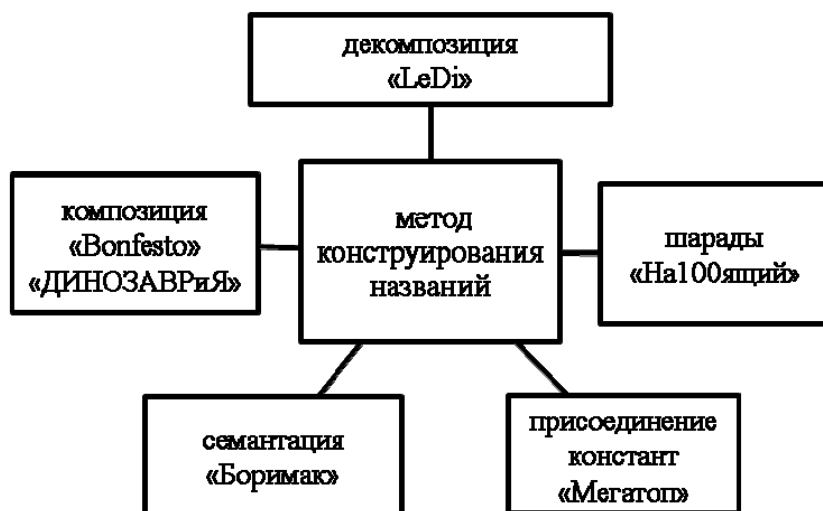 декомпозиция
«LeDi»
композиция
«Bonfesto»
«ДИНОЗАВРиЯ»
метод
конструирования
названий
шарады
«На100ящий»
семантация
«Боримак»
присоединение
констант
«Мегатоп»